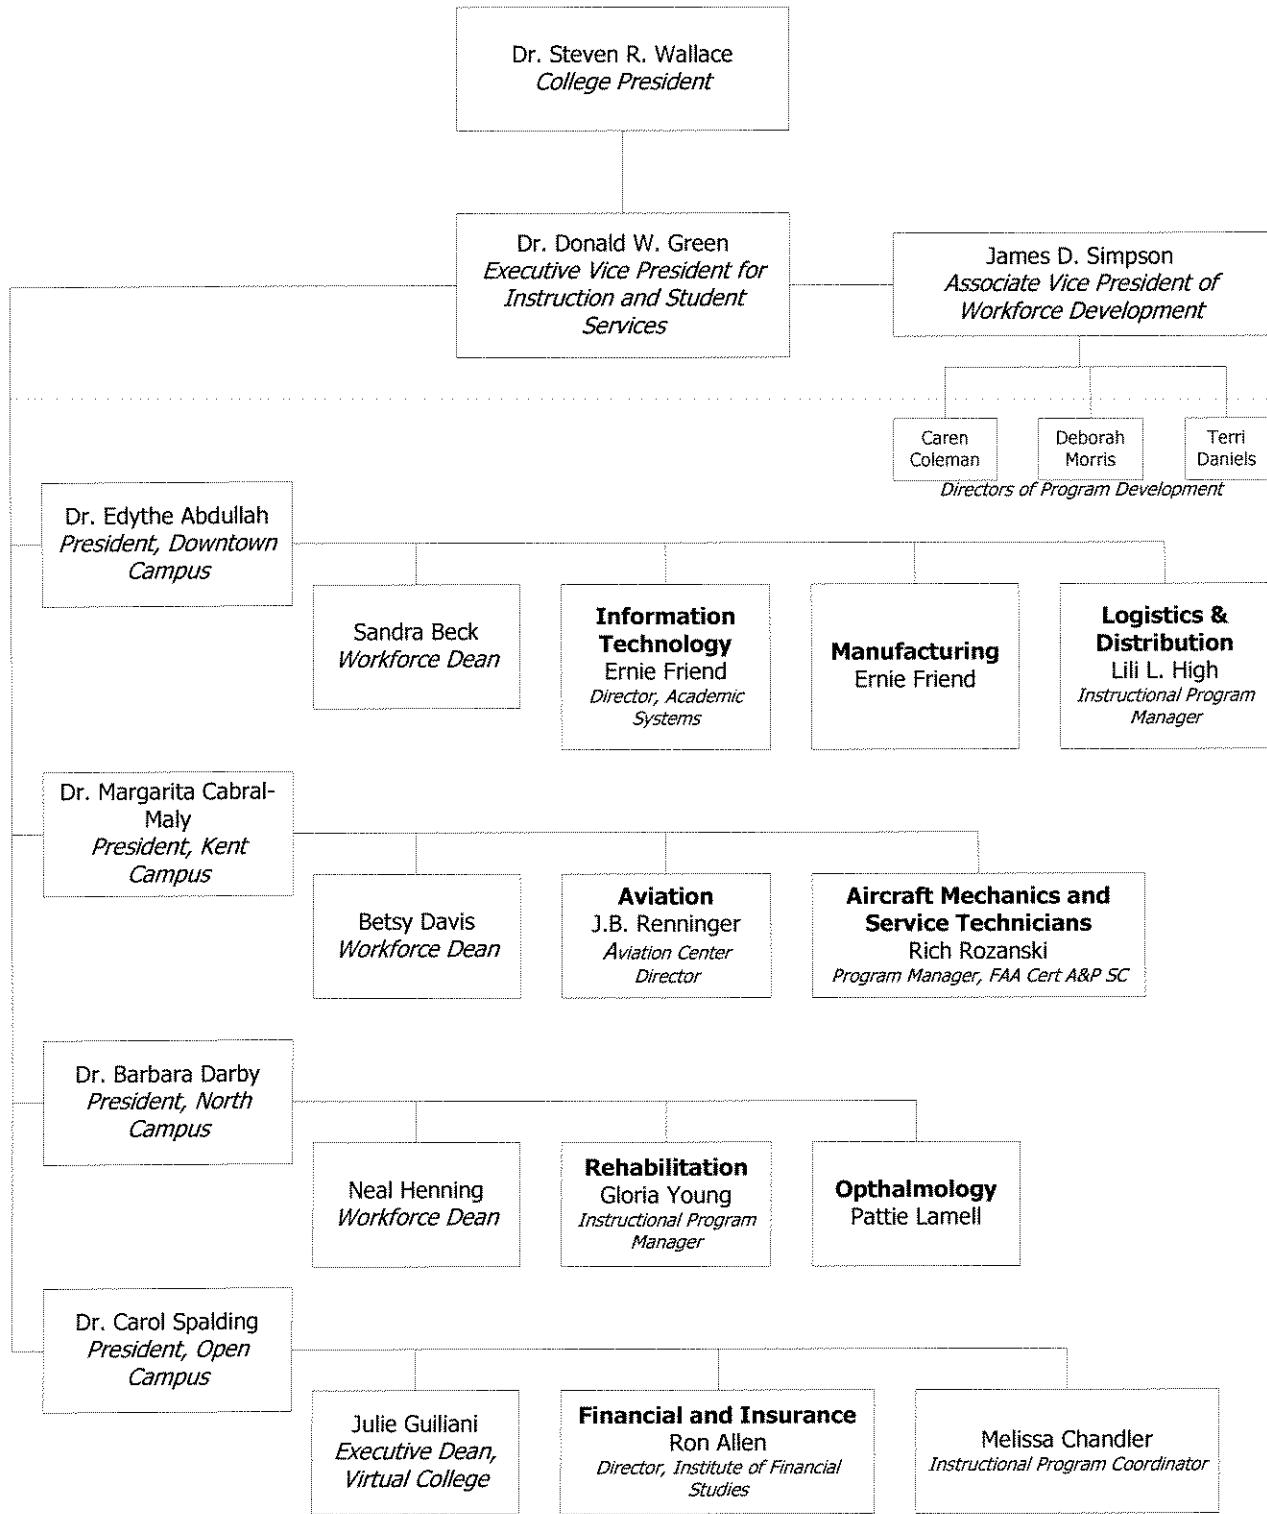 Dr. Steven R. Wallace
College President
Dr. Donald W. Green
Executive Vice President for
Instruction and Student
Services
James D. Simpson
Associate Vice President of
Workforce Development
Caren
Coleman
Deborah
Morris
Terri
Daniels
Directors of Program Development
Dr. Edythe Abdullah
President, Downtown
Campus
Sandra Beck
Workforce Dean
Information
Technology
Ernie Friend
Director, Academic
Systems
Manufacturing
Ernie Friend
Logistics &
Distribution
Lili L. High
Instructional Program
Manager
Dr. Margarita Cabral-
Maly
President, Kent
Campus
Betsy Davis
Workforce Dean
Aviation
J.B. Renninger
Aviation Center
Director
Aircraft Mechanics and
Service Technicians
Rich Rozanski
Program Manager, FAA Cert A&P SC
Dr. Barbara Darby
President, North
Campus
Neal Henning
Workforce Dean
Rehabilitation
Gloria Young
Instructional Program
Manager
Opthalmology
Pattie Lamell
Dr. Carol Spalding
President, Open
Campus
Julie Guiliani
Executive Dean,
Virtual College
Financial and Insurance
Ron Allen
Director, Institute of Financial
Studies
Melissa Chandler
Instructional Program Coordinator